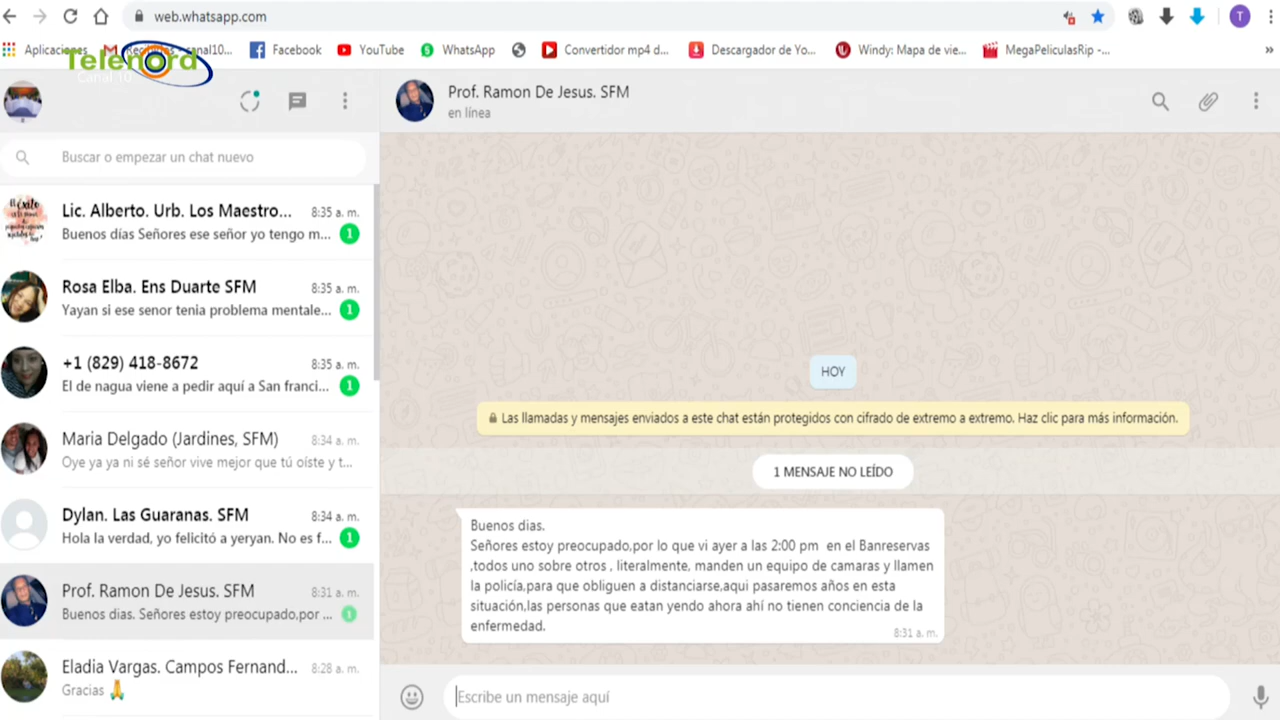 web.whatsapp.com
T
Aplicaciones
canal10...
Facebook
YouTube
WhatsApp
Convertidor mp4 d...
Descargador de Yo...
Windy: Mapa de vie...
MegaPeliculasRip -...
»
Telenord
Canal 10
Prof. Ramon De Jesus. SFM
en línea
Buscar o empezar un chat nuevo
Lic. Alberto. Urb. Los Maestro... 8:35 a. m.
Buenos días Señores ese señor yo tengo m... 1
Rosa Elba. Ens Duarte SFM 8:35 a. m.
Yayan si ese senor tenia problema mentale... 1
+1 (829) 418-8672 8:35 a. m.
El de nagua viene a pedir aquí a San franci... 1
Maria Delgado (Jardines, SFM) 8:34 a. m.
Oye ya ya ni sé señor vive mejor que tú oíste y t...
Dylan. Las Guaranas. SFM 8:34 a. m.
Hola la verdad, yo felicitó a yeryan. No es f... 1
Prof. Ramon De Jesus. SFM 8:31 a. m.
Buenos dias. Señores estoy preocupado,por ... 1
Eladia Vargas. Campos Fernand... 8:28 a. m.
Gracias 🙏
HOY
Las llamadas y mensajes enviados a este chat están protegidos con cifrado de extremo a extremo. Haz clic para más información.
1 MENSAJE NO LEÍDO
Buenos dias.
Señores estoy preocupado,por lo que vi ayer a las 2:00 pm en el Banreservas
,todos uno sobre otros , literalmente, manden un equipo de camaras y llamen
la policía,para que obliguen a distanciarse,aqui pasaremos años en esta
situación,las personas que eatan yendo ahora ahí no tienen conciencia de la
enfermedad.
8:31 a. m.
Escribe un mensaje aquí